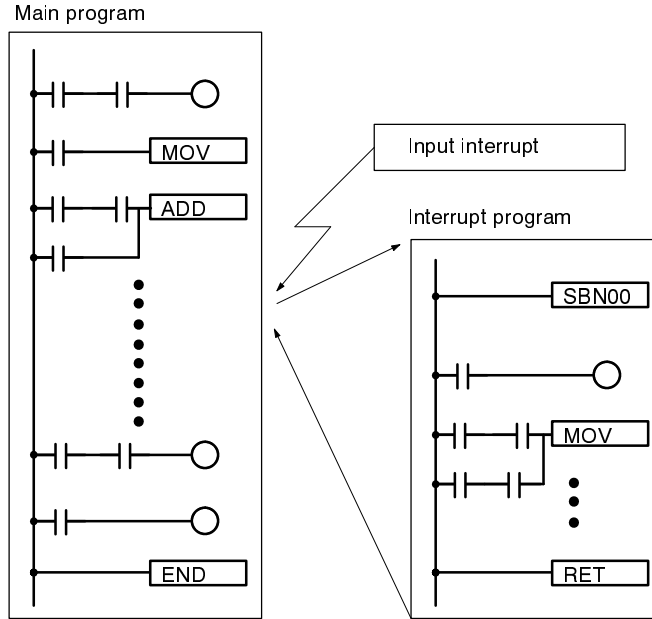 Main program
MOV
ADD
END
Input interrupt
Interrupt program
SBN00
MOV
RET